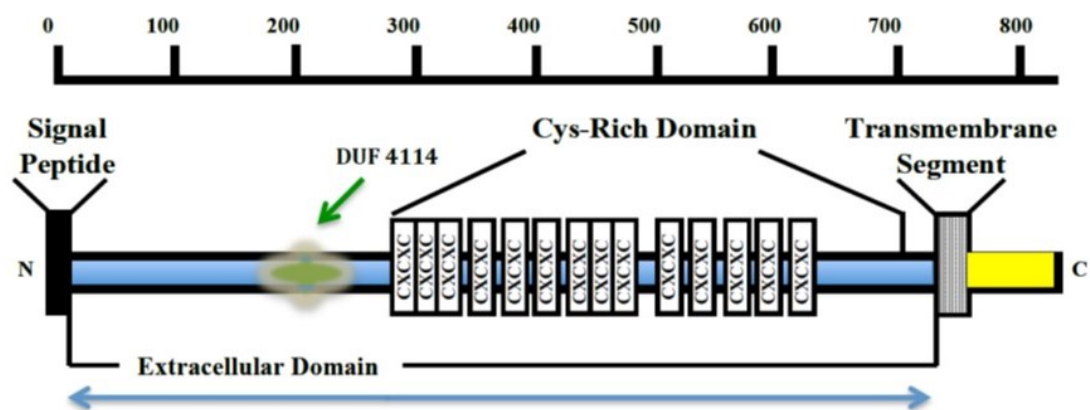 0 100 200 300 400 500 600 700 800
Signal
Peptide
DUF 4114
Cys-Rich Domain
Transmembrane
Segment
N
CXCXC
CXCXC
CXCXC
CXCXC
CXCXC
CXCXC
CXCXC
CXCXC
CXCXC
CXCXC
CXCXC
CXCXC
CXCXC
CXCXC
C
Extracellular Domain